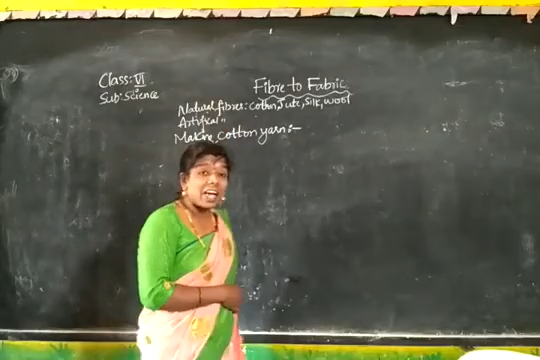 Class: VI
Sub: Science
Fibre to Fabric
Natural fibres: Cotton, Jute, Silk, Wool
Artifical "
Making Cotton yarn:-